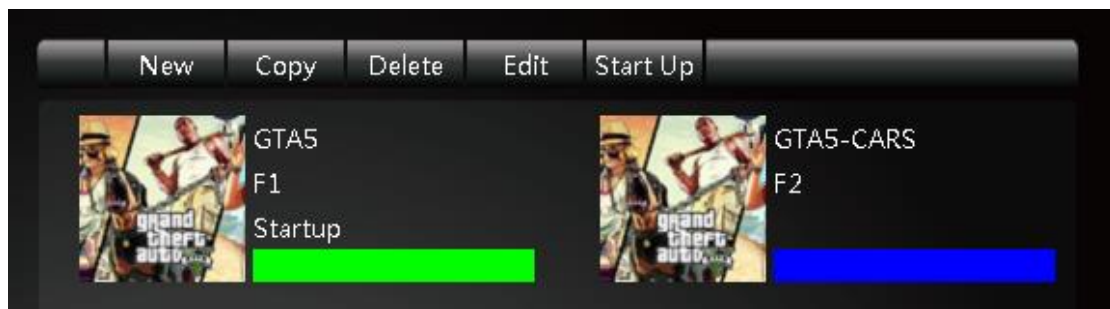 New Copy Delete Edit Start Up
GTA5
F1
Startup
grand
theft
auto
GTA5-CARS
F2
grand
theft
auto